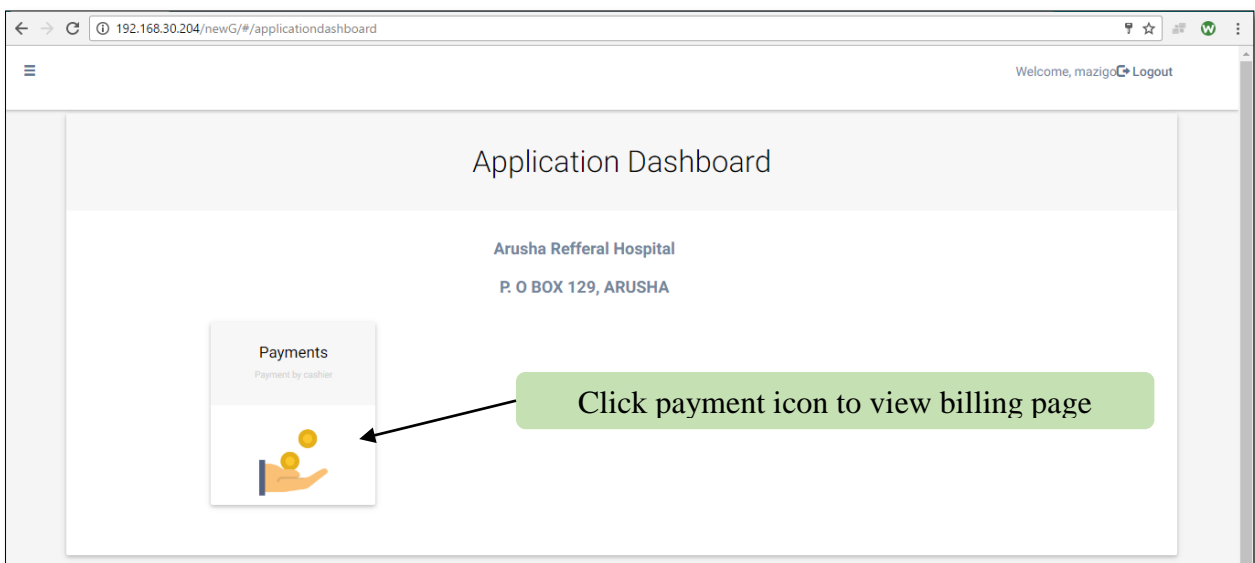 192.168.30.204/newG/#/applicationdashboard
Welcome, mazigo Logout
Application Dashboard
Arusha Refferal Hospital
P. O BOX 129, ARUSHA
Payments
Payment by cashier
Click payment icon to view billing page